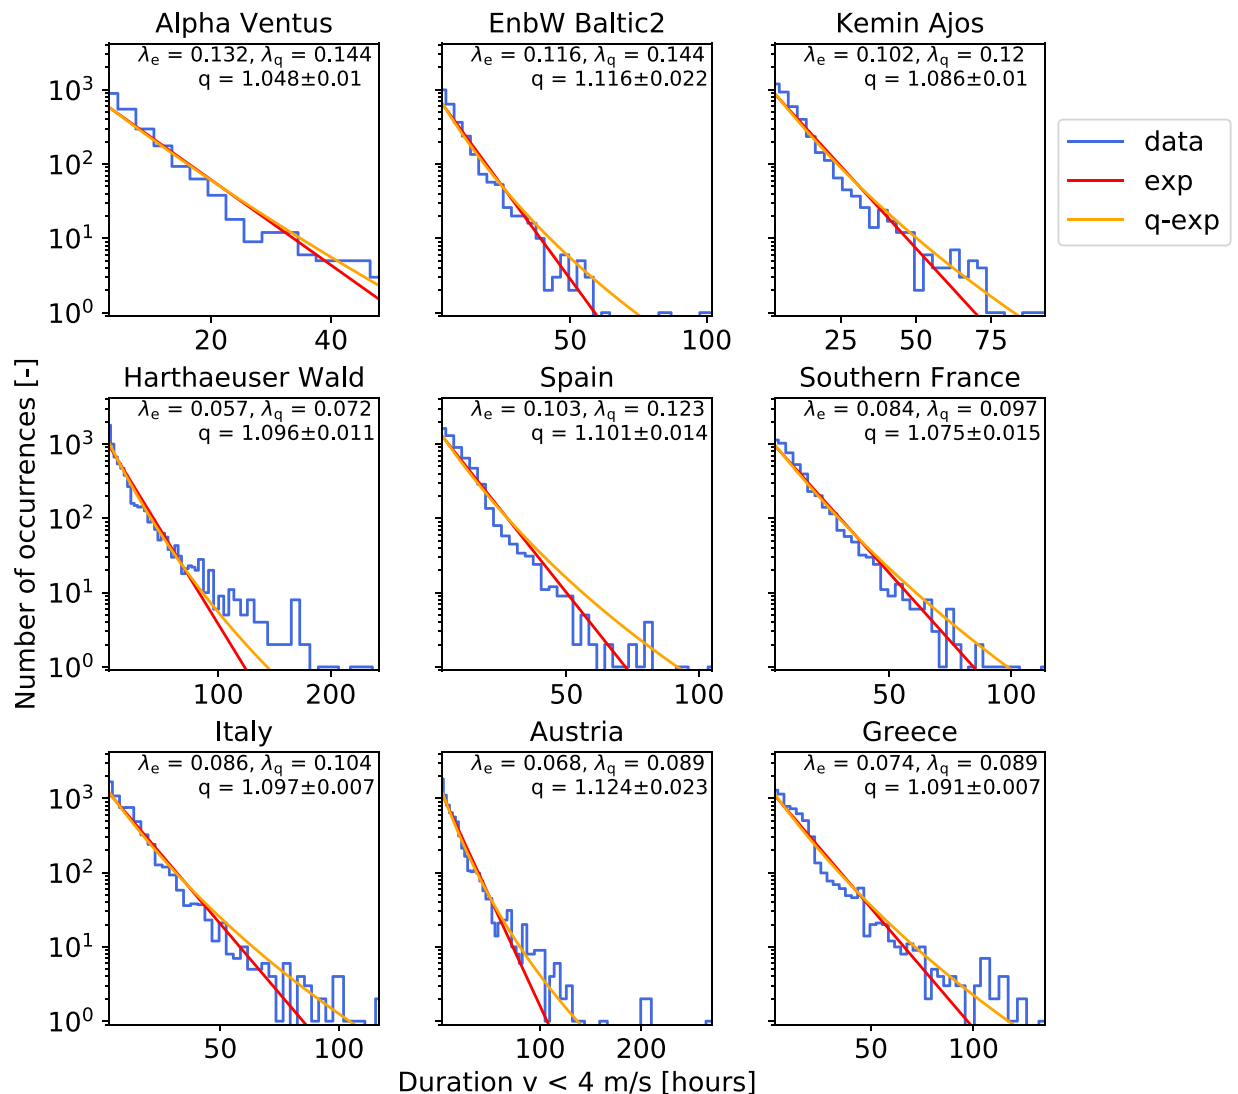 Alpha Ventus
EnbW Baltic2
Kemin Ajos
λe = 0.132, λq = 0.144
q = 1.048±0.01
λe = 0.116, λq = 0.144
q = 1.116±0.022
λe = 0.102, λq = 0.12
q = 1.086±0.01
10³
10²
10¹
10⁰
20 40
50 100
25 50 75
data
exp
q-exp
Number of occurrences [-]
Harthaeuser Wald
Spain
Southern France
λe = 0.057, λq = 0.072
q = 1.096±0.011
λe = 0.103, λq = 0.123
q = 1.101±0.014
λe = 0.084, λq = 0.097
q = 1.075±0.015
10³
10²
10¹
10⁰
100 200
50 100
50 100
Italy
Austria
Greece
λe = 0.086, λq = 0.104
q = 1.097±0.007
λe = 0.068, λq = 0.089
q = 1.124±0.023
λe = 0.074, λq = 0.089
q = 1.091±0.007
10³
10²
10¹
10⁰
50 100
100 200
50 100
Duration v < 4 m/s [hours]